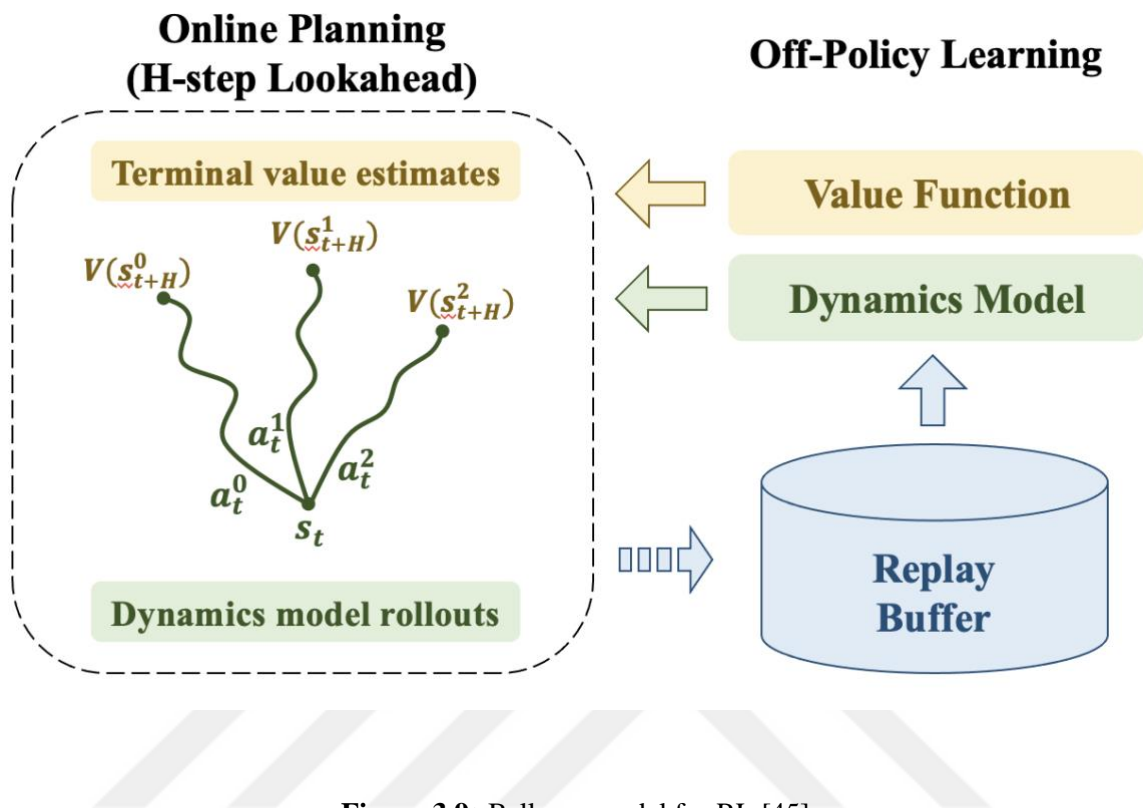 Online Planning
(H-step Lookahead)
Off-Policy Learning
Terminal value estimates
V(s^0_{t+H})
V(s^1_{t+H})
V(s^2_{t+H})
a^0_t
a^1_t
a^2_t
s_t
Dynamics model rollouts
Value Function
Dynamics Model
Replay
Buffer